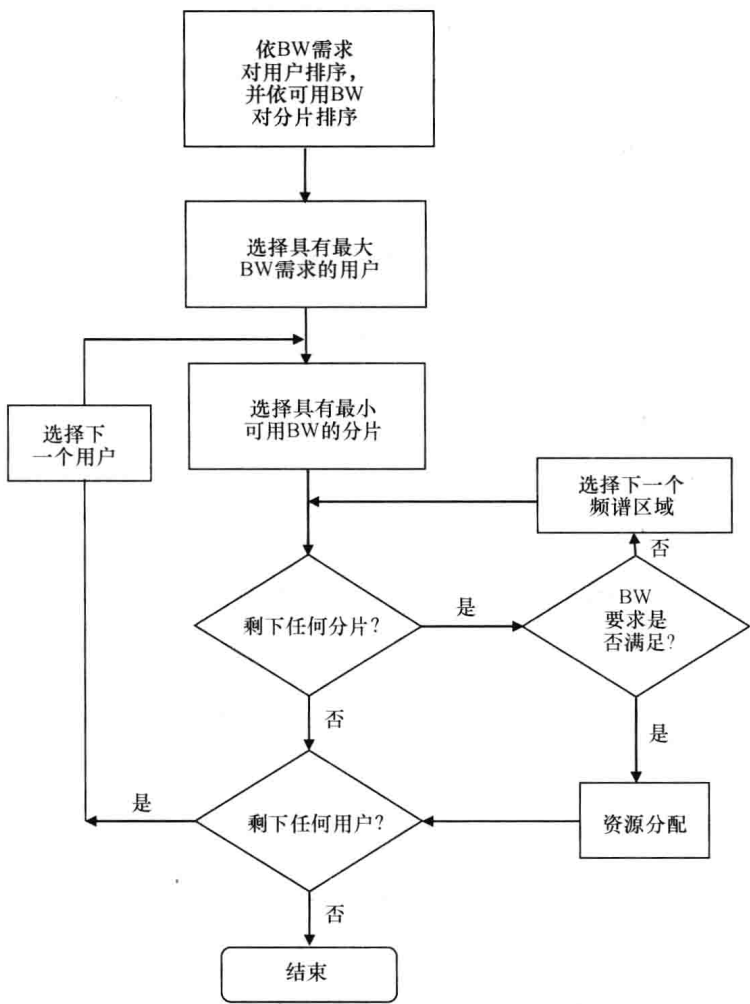 依BW需求
对用户排序,
并依可用BW
对分片排序
选择具有最大
BW需求的用户
选择具有最小
可用BW的分片
选择下
一个用户
选择下一个
频谱区域
否
剩下任何分片?
是
BW
要求是
否满足?
否
是
是
剩下任何用户?
资源分配
否
结束